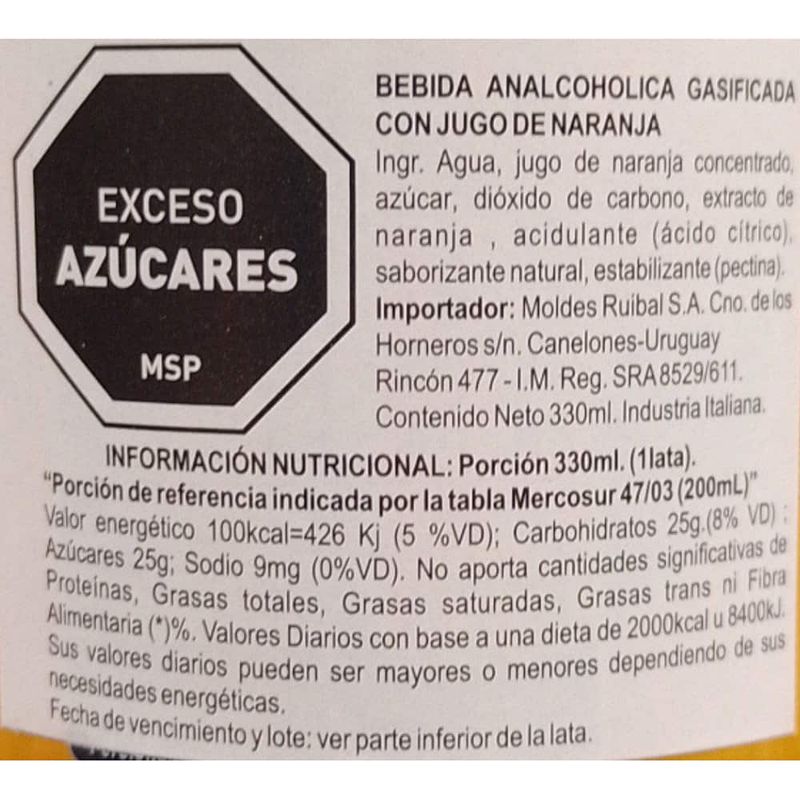 EXCESO
AZÚCARES
MSP
BEBIDA ANALCOHOLICA GASIFICADA
CON JUGO DE NARANJA
Ingr. Agua, jugo de naranja concentrado,
azúcar, dióxido de carbono, extracto de
naranja , acidulante (ácido cítrico),
saborizante natural, estabilizante (pectina).
Importador: Moldes Ruibal S.A. Cno. de los
Horneros s/n. Canelones-Uruguay
Rincón 477 - I.M. Reg. SRA 8529/611.
Contenido Neto 330ml. Industria Italiana.
INFORMACIÓN NUTRICIONAL: Porción 330ml. (1lata).
“Porción de referencia indicada por la tabla Mercosur 47/03 (200mL)”
Valor energético 100kcal=426 Kj (5 %VD); Carbohidratos 25g.(8% VD) ;
Azúcares 25g; Sodio 9mg (0%VD). No aporta cantidades significativas de
Proteínas, Grasas totales, Grasas saturadas, Grasas trans ni Fibra
Alimentaria (*)%. Valores Diarios con base a una dieta de 2000kcal u 8400kJ.
Sus valores diarios pueden ser mayores o menores dependiendo de sus
necesidades energéticas.
Fecha de vencimiento y lote: ver parte inferior de la lata.